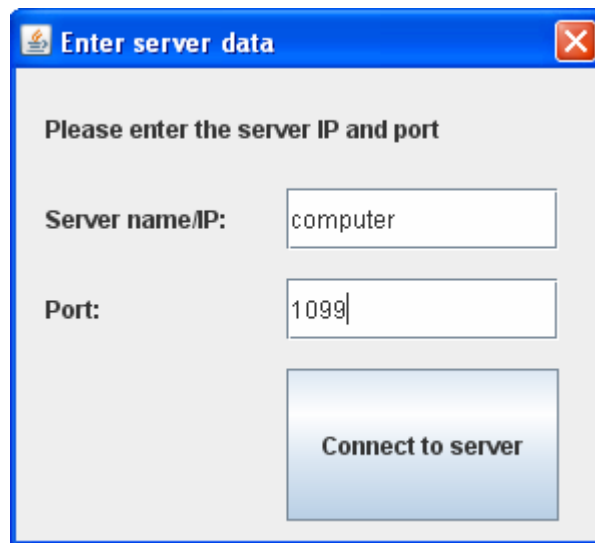 Enter server data
Please enter the server IP and port
Server name/IP: computer
Port: 1099
Connect to server